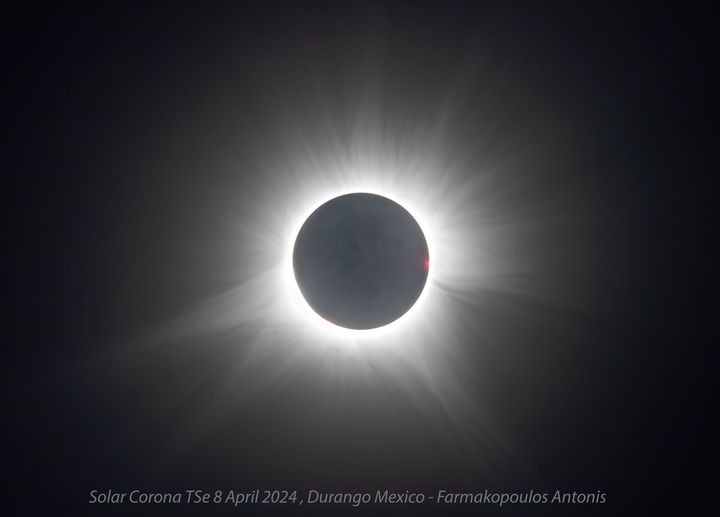 Solar Corona TSe 8 April 2024 , Durango Mexico - Farmakopoulos Antonis